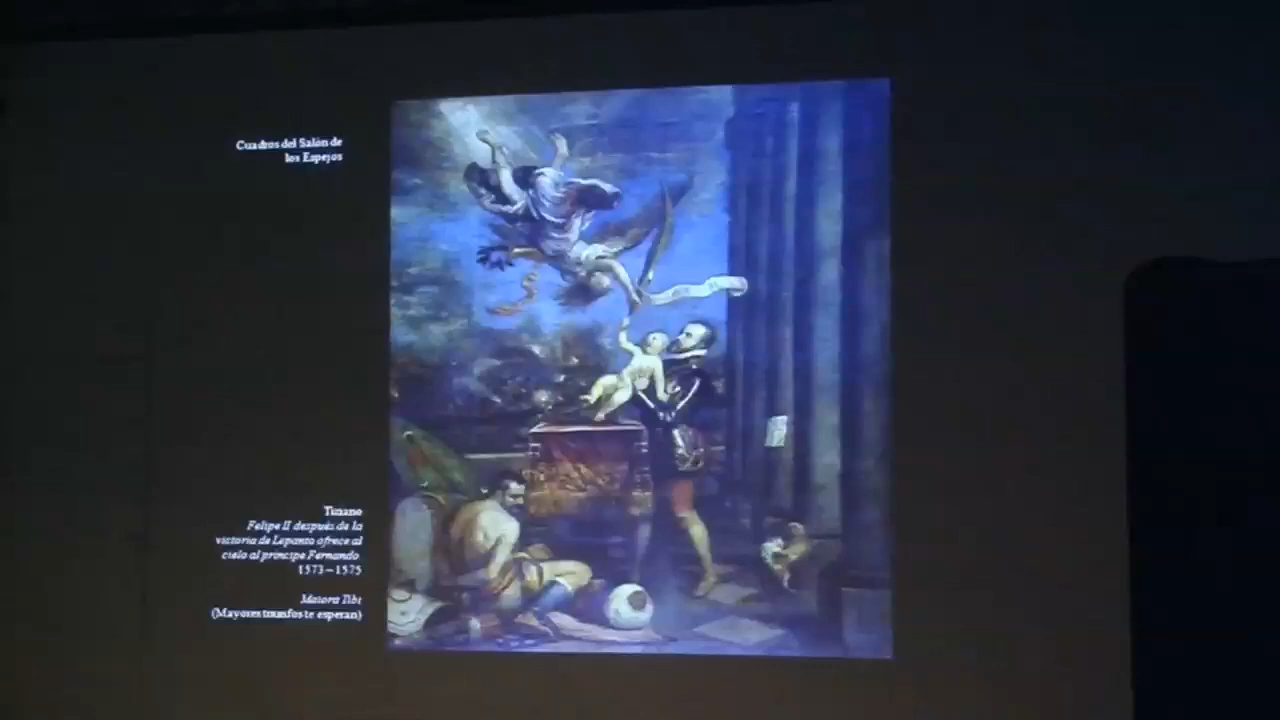 Cuadros del Salón de
los Espejos
Tiziano
Felipe II después de la
victoria de Lepanto ofrece al
cielo al príncipe Fernando.
1573–1575
Maiora Tibi
(Mayores triunfos te esperan)